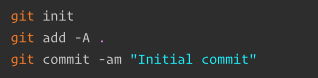 git init
git add -A .
git commit -am "Initial commit"